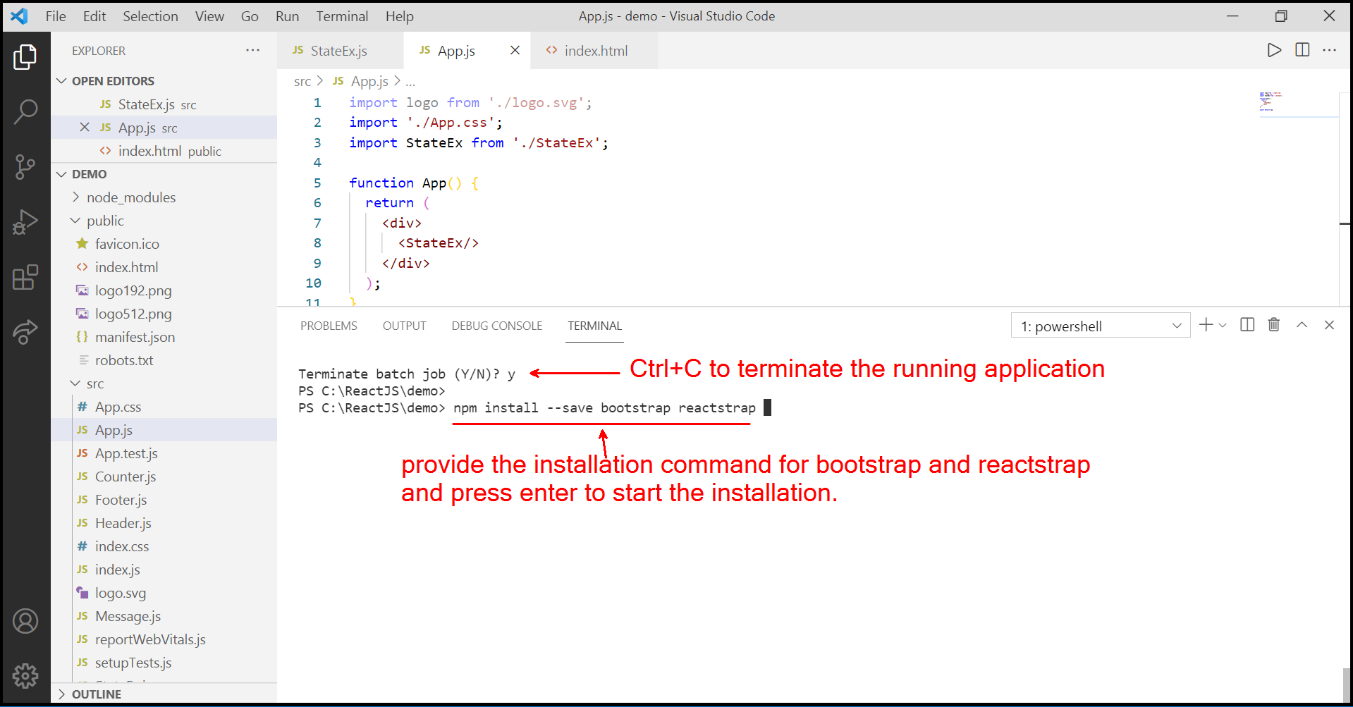 File Edit Selection View Go Run Terminal Help App.js - demo - Visual Studio Code
EXPLORER
OPEN EDITORS
JS StateEx.js src
JS App.js src
<> index.html public
DEMO
node_modules
public
favicon.ico
<> index.html
logo192.png
logo512.png
{} manifest.json
robots.txt
src
# App.css
JS App.js
JS App.test.js
JS Counter.js
JS Footer.js
JS Header.js
# index.css
JS index.js
logo.svg
JS Message.js
JS reportWebVitals.js
JS setupTests.js
OUTLINE
JS StateEx.js JS App.js <> index.html
src > JS App.js > ...
1 import logo from './logo.svg';
2 import './App.css';
3 import StateEx from './StateEx';
4
5 function App() {
6 return (
7 <div>
8 <StateEx/>
9 </div>
10 );
11 }
PROBLEMS OUTPUT DEBUG CONSOLE TERMINAL 1: powershell
Terminate batch job (Y/N)? y
Ctrl+C to terminate the running application
PS C:\ReactJS\demo>
PS C:\ReactJS\demo> npm install --save bootstrap reactstrap
provide the installation command for bootstrap and reactstrap
and press enter to start the installation.